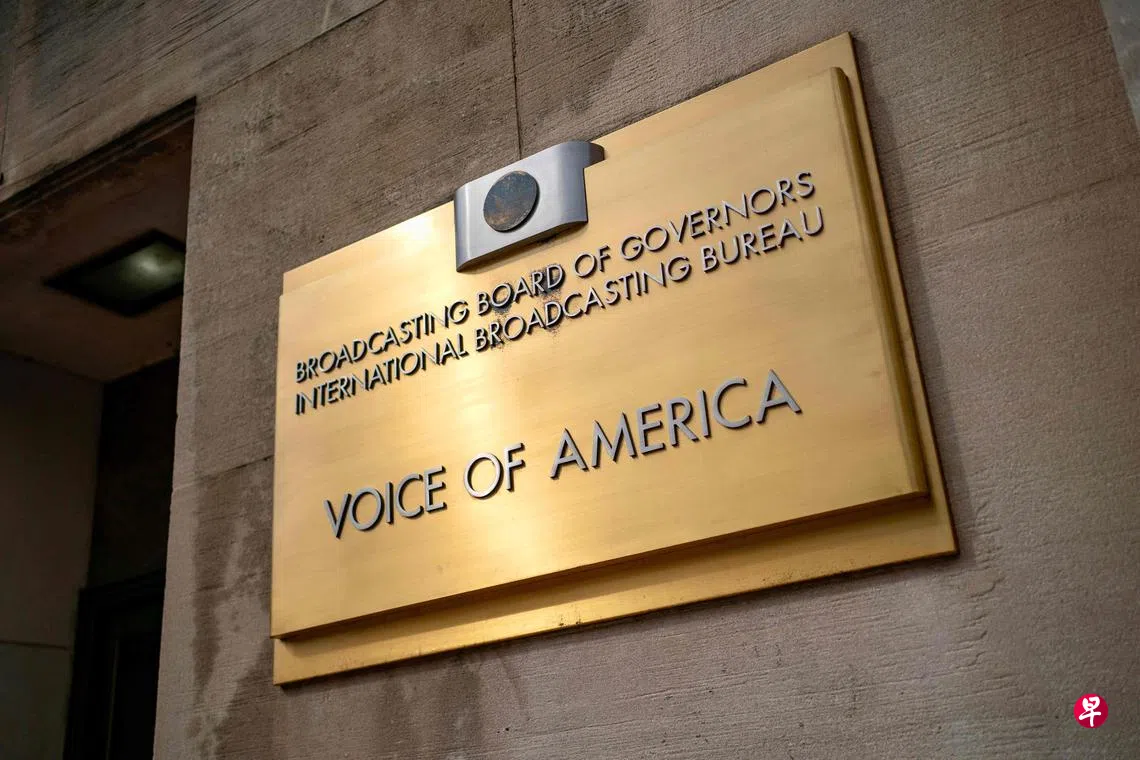 BROADCASTING BOARD OF GOVERNORS
INTERNATIONAL BROADCASTING BUREAU
VOICE OF AMERICA
早